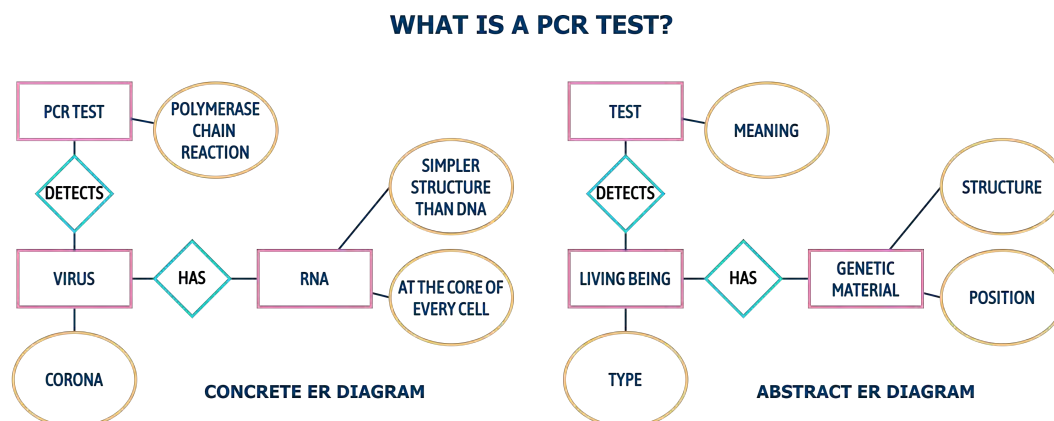 WHAT IS A PCR TEST?
PCR TEST
POLYMERASE
CHAIN
REACTION
DETECTS
VIRUS
HAS
RNA
SIMPLER
STRUCTURE
THAN DNA
AT THE CORE OF
EVERY CELL
CORONA
CONCRETE ER DIAGRAM
TEST
MEANING
DETECTS
LIVING BEING
HAS
GENETIC
MATERIAL
STRUCTURE
POSITION
TYPE
ABSTRACT ER DIAGRAM